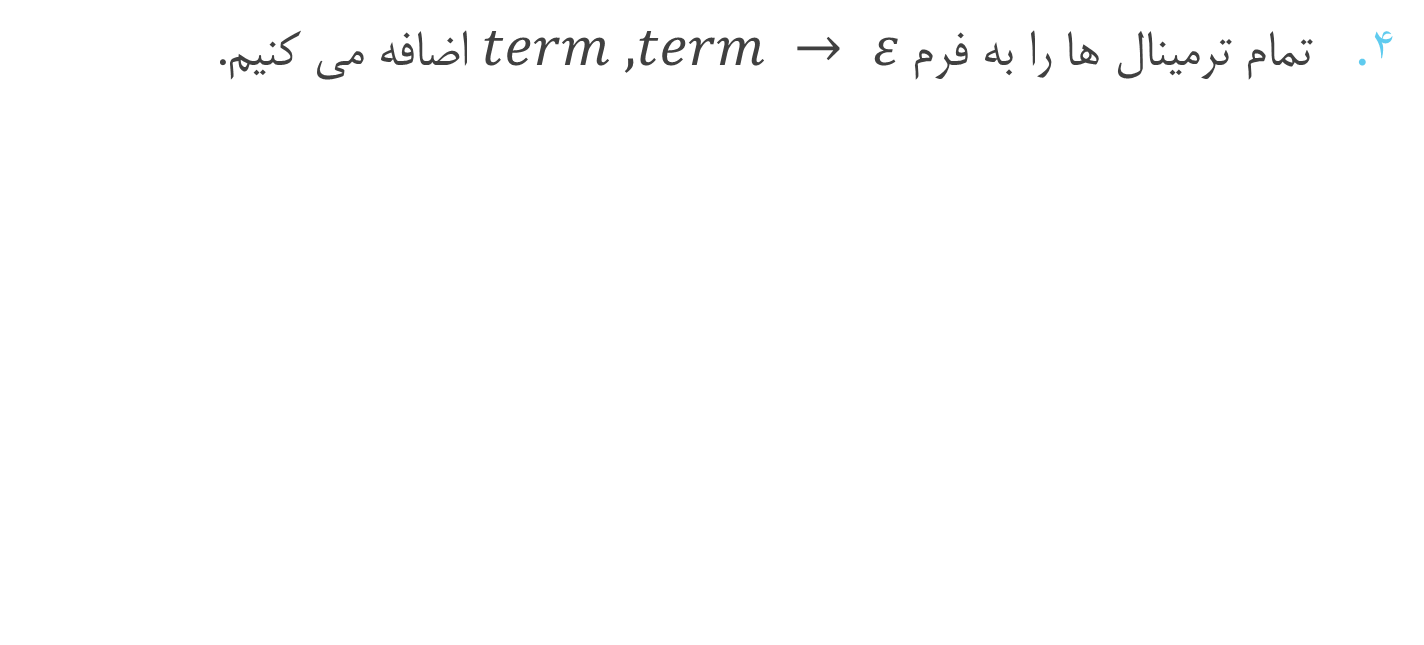 ۴. تمام ترمینال ها را به فرم term ,term → ε اضافه می کنیم.